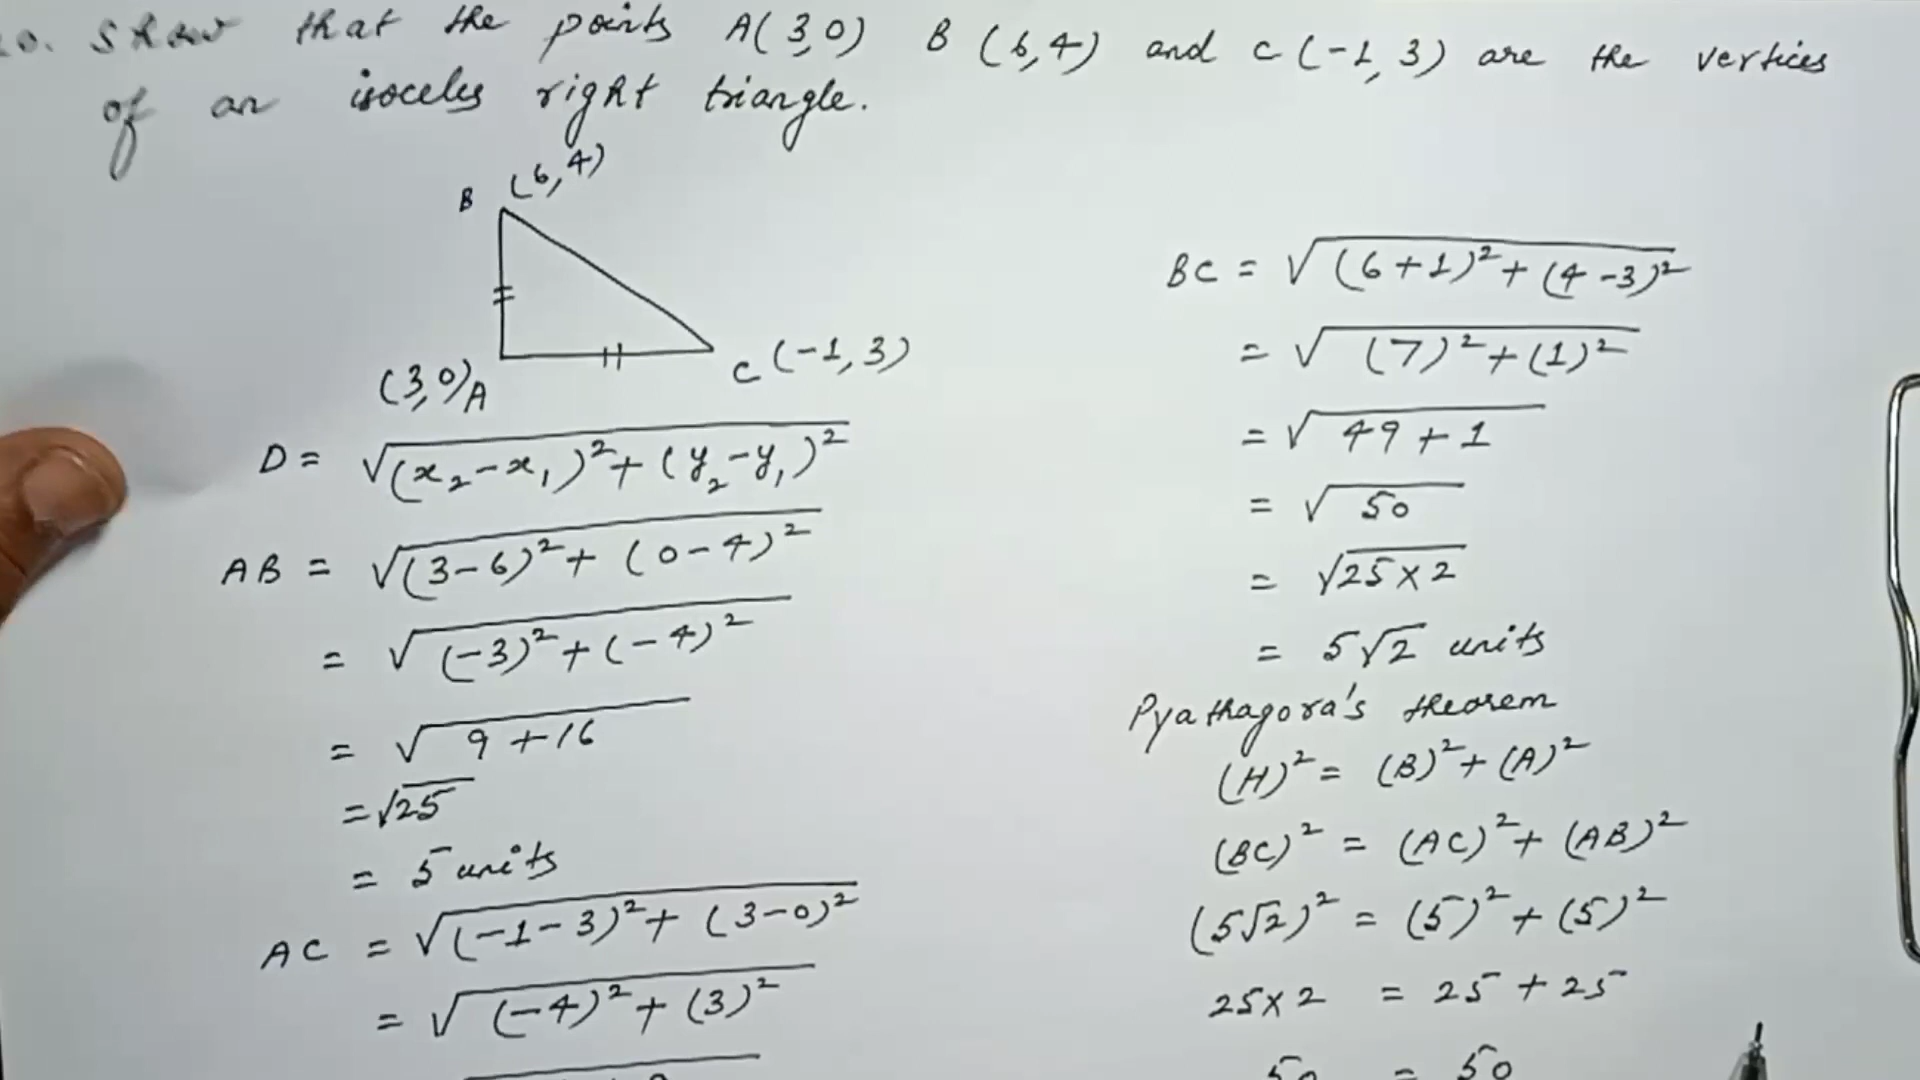 0. Show that the points A(3,0) B (6,4) and C(-1,3) are the vertices
of an isoceles right triangle.
B (6,4)
(3,0)A
C (-1,3)
D = √(x₂-x₁)²+(y₂-y₁)²
AB = √(3-6)²+(0-4)²
= √(-3)²+(-4)²
= √9+16
= √25
= 5 units
AC = √(-1-3)²+(3-0)²
= √(-4)²+(3)²
BC = √(6+1)²+(4-3)²
= √(7)²+(1)²
= √49+1
= √50
= √25×2
= 5√2 units
Pyathagora's theorem
(H)² = (B)²+(A)²
(BC)² = (AC)²+(AB)²
(5√2)² = (5)²+(5)²
25×2 = 25+25
50 = 50